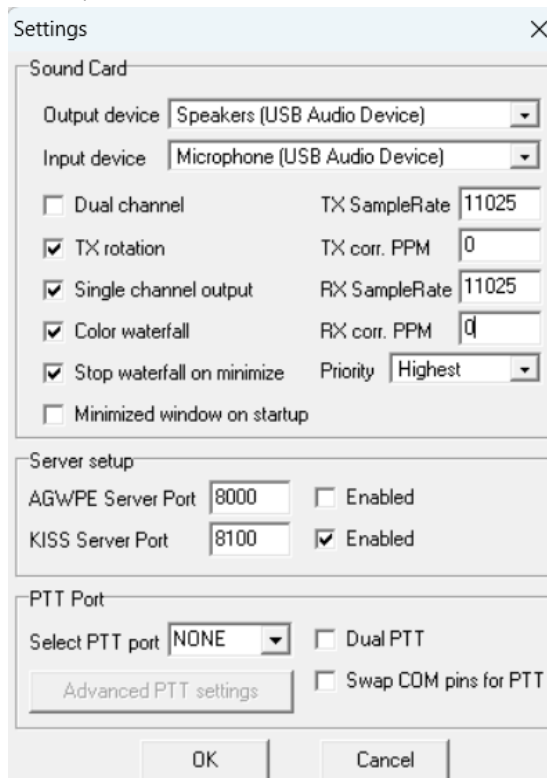 Settings
Sound Card
Output device Speakers (USB Audio Device)
Input device Microphone (USB Audio Device)
Dual channel TX SampleRate 11025
TX rotation TX corr. PPM 0
Single channel output RX SampleRate 11025
Color waterfall RX corr. PPM 0
Stop waterfall on minimize Priority Highest
Minimized window on startup
Server setup
AGWPE Server Port 8000 Enabled
KISS Server Port 8100 Enabled
PTT Port
Select PTT port NONE Dual PTT
Advanced PTT settings Swap COM pins for PTT
OK Cancel